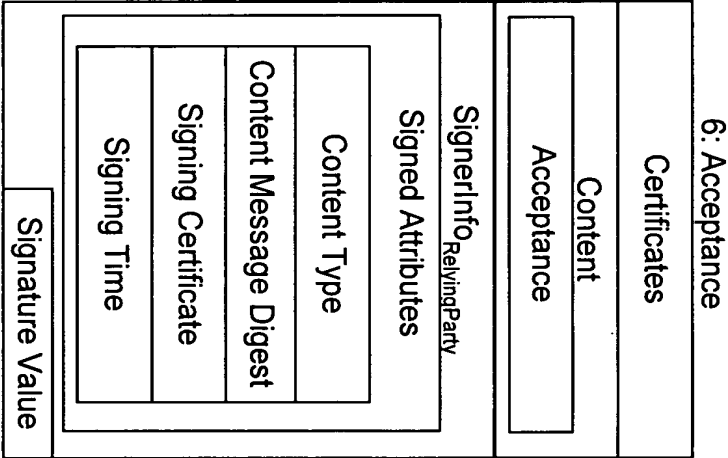 6: Acceptance
Certificates
Content
Acceptance
SignerInfoRelyingParty
Signed Attributes
Content Type
Content Message Digest
Signing Certificate
Signing Time
Signature Value